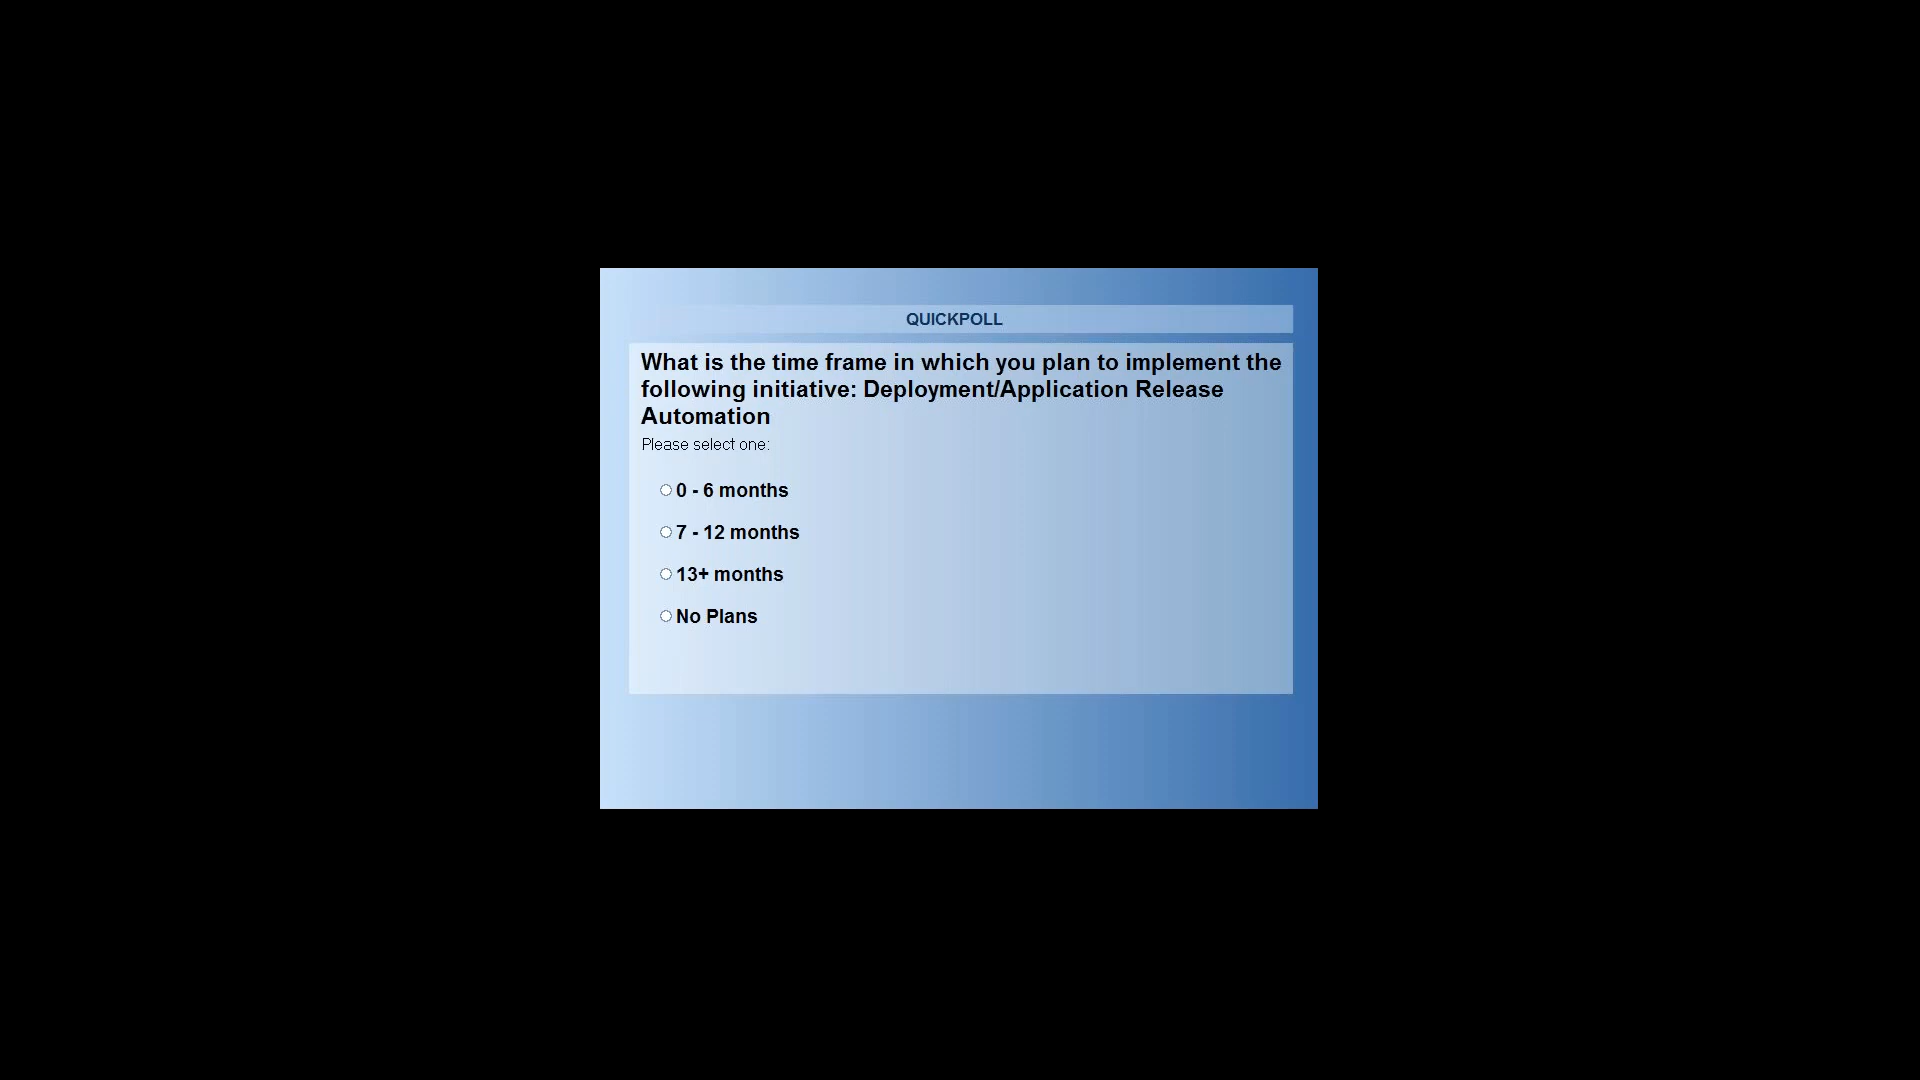 QUICKPOLL
What is the time frame in which you plan to implement the
following initiative: Deployment/Application Release
Automation
Please select one:
0 - 6 months
7 - 12 months
13+ months
No Plans